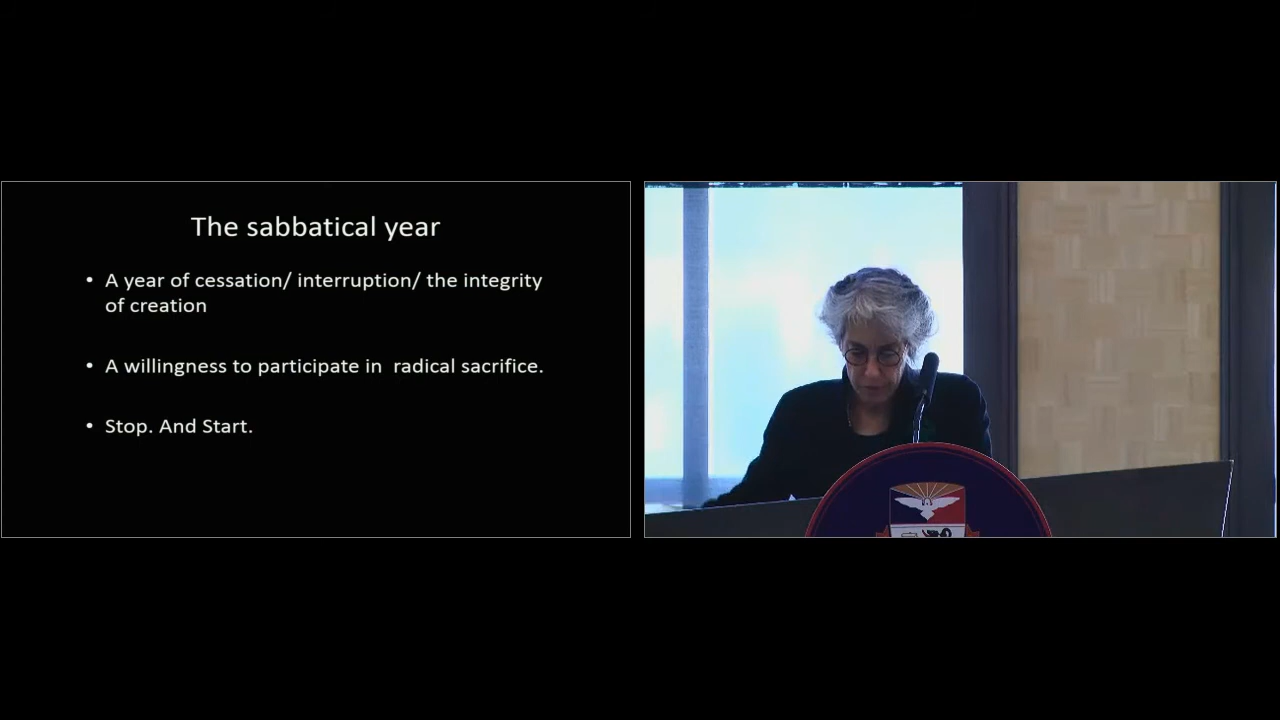 The sabbatical year
• A year of cessation/ interruption/ the integrity
of creation
• A willingness to participate in  radical sacrifice.
• Stop. And Start.